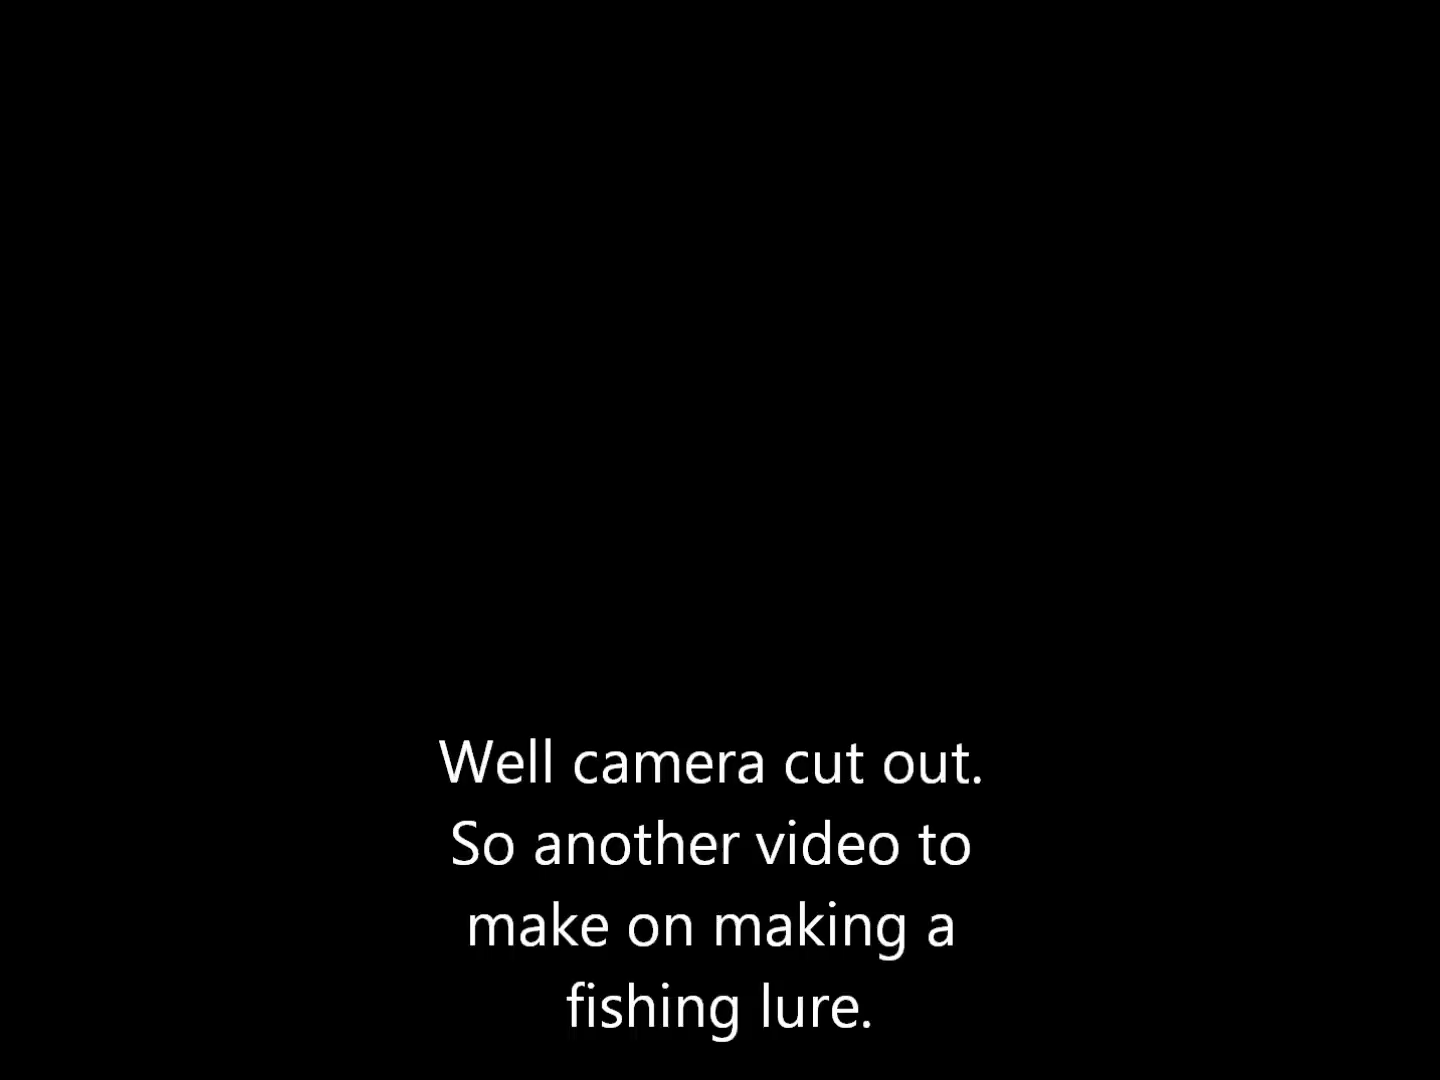 Well camera cut out.
So another video to
make on making a
fishing lure.